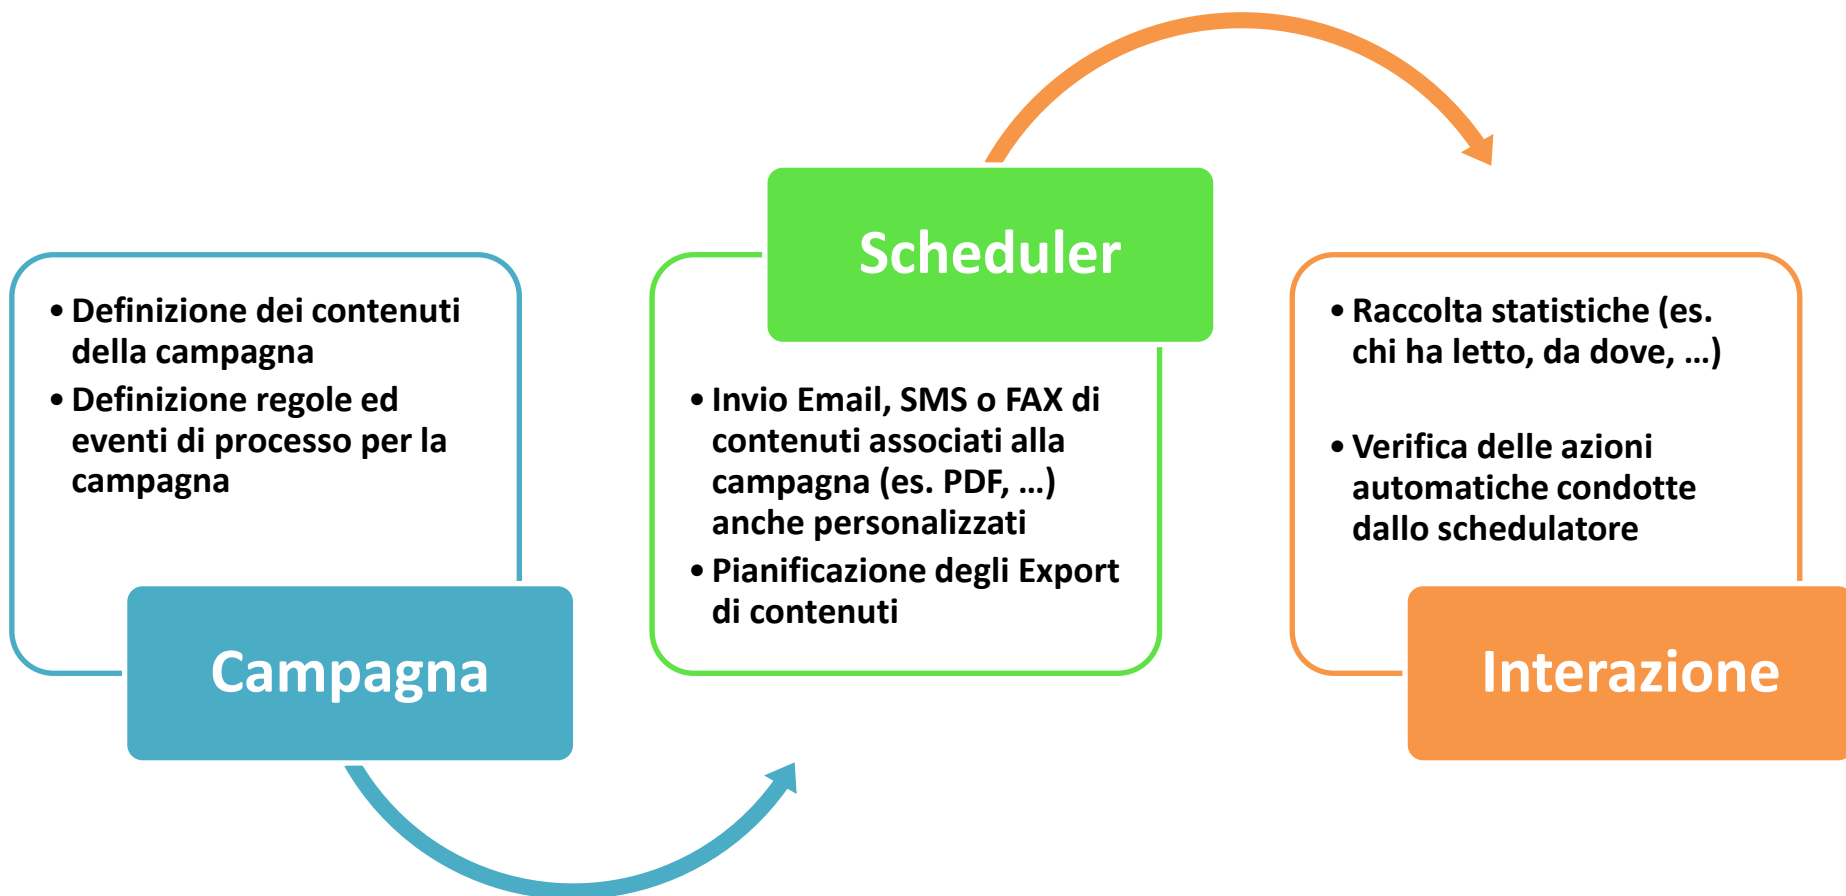 • Definizione dei contenuti
della campagna
• Definizione regole ed
eventi di processo per la
campagna
Campagna
Scheduler
• Invio Email, SMS o FAX di
contenuti associati alla
campagna (es. PDF, …)
anche personalizzati
• Pianificazione degli Export
di contenuti
• Raccolta statistiche (es.
chi ha letto, da dove, …)
• Verifica delle azioni
automatiche condotte
dallo schedulatore
Interazione